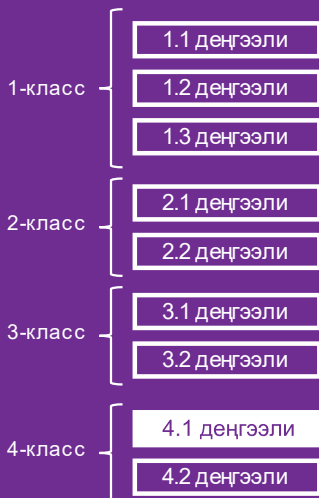 1-класс
1.1 деңгээли
1.2 деңгээли
1.3 деңгээли
2-класс
2.1 деңгээли
2.2 деңгээли
3-класс
3.1 деңгээли
3.2 деңгээли
4-класс
4.1 деңгээли
4.2 деңгээли